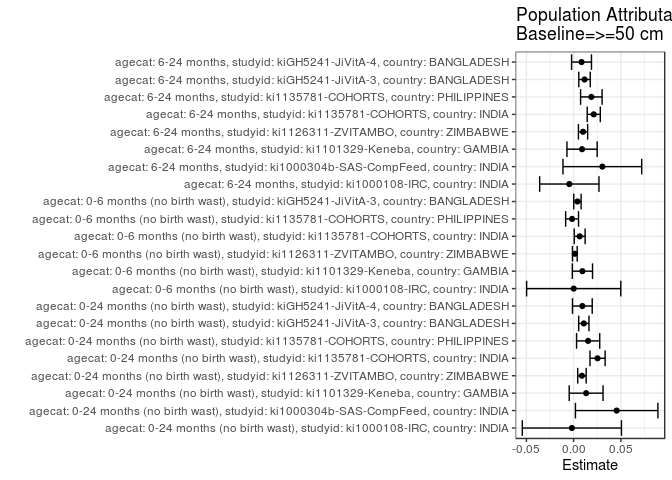 Population Attributa
Baseline=>=50 cm
agecat: 6-24 months, studyid: kiGH5241-JiVitA-4, country: BANGLADESH
agecat: 6-24 months, studyid: kiGH5241-JiVitA-3, country: BANGLADESH
agecat: 6-24 months, studyid: ki1135781-COHORTS, country: PHILIPPINES
agecat: 6-24 months, studyid: ki1135781-COHORTS, country: INDIA
agecat: 6-24 months, studyid: ki1126311-ZVITAMBO, country: ZIMBABWE
agecat: 6-24 months, studyid: ki1101329-Keneba, country: GAMBIA
agecat: 6-24 months, studyid: ki1000304b-SAS-CompFeed, country: INDIA
agecat: 6-24 months, studyid: ki1000108-IRC, country: INDIA
agecat: 0-6 months (no birth wast), studyid: kiGH5241-JiVitA-3, country: BANGLADESH
agecat: 0-6 months (no birth wast), studyid: ki1135781-COHORTS, country: PHILIPPINES
agecat: 0-6 months (no birth wast), studyid: ki1135781-COHORTS, country: INDIA
agecat: 0-6 months (no birth wast), studyid: ki1126311-ZVITAMBO, country: ZIMBABWE
agecat: 0-6 months (no birth wast), studyid: ki1101329-Keneba, country: GAMBIA
agecat: 0-6 months (no birth wast), studyid: ki1000108-IRC, country: INDIA
agecat: 0-24 months (no birth wast), studyid: kiGH5241-JiVitA-4, country: BANGLADESH
agecat: 0-24 months (no birth wast), studyid: kiGH5241-JiVitA-3, country: BANGLADESH
agecat: 0-24 months (no birth wast), studyid: ki1135781-COHORTS, country: PHILIPPINES
agecat: 0-24 months (no birth wast), studyid: ki1135781-COHORTS, country: INDIA
agecat: 0-24 months (no birth wast), studyid: ki1126311-ZVITAMBO, country: ZIMBABWE
agecat: 0-24 months (no birth wast), studyid: ki1101329-Keneba, country: GAMBIA
agecat: 0-24 months (no birth wast), studyid: ki1000304b-SAS-CompFeed, country: INDIA
agecat: 0-24 months (no birth wast), studyid: ki1000108-IRC, country: INDIA
-0.05 0.00 0.05
Estimate